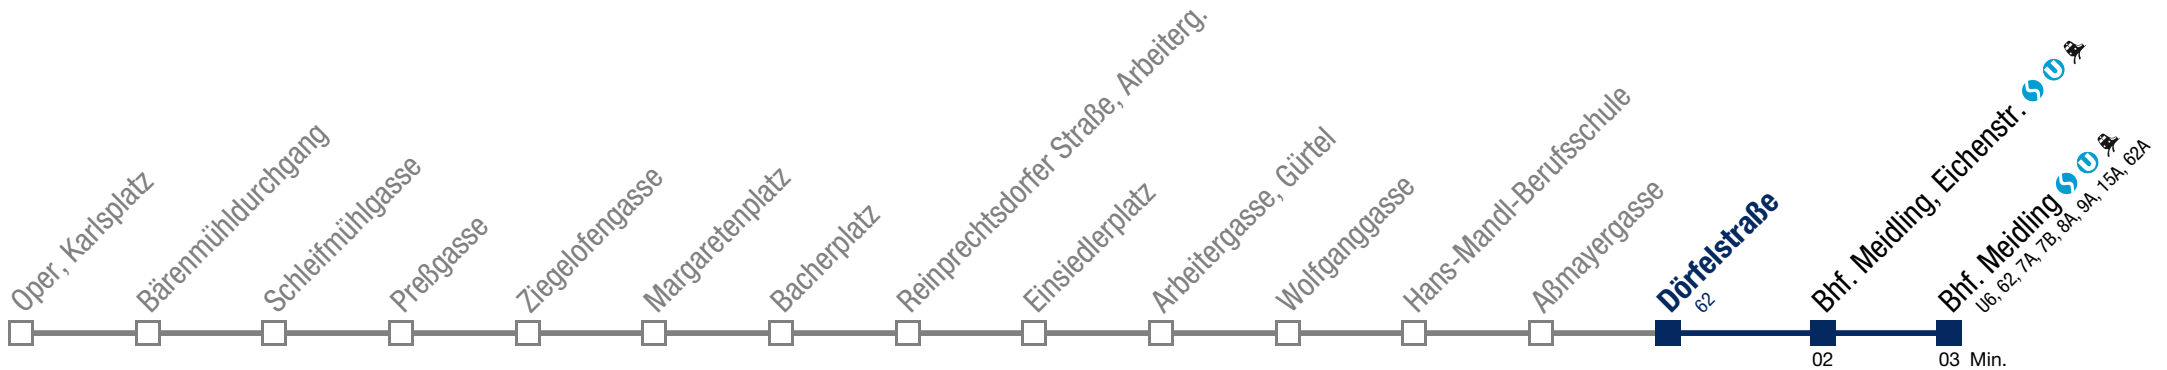 Oper, Karlsplatz
Bärenmühldurchgang
Schleifmühlgasse
Preßgasse
Ziegelofengasse
Margaretenplatz
Bacherplatz
Reinprechtsdorfer Straße, Arbeiterg.
Einsiedlerplatz
Arbeitergasse, Gürtel
Wolfganggasse
Hans-Mandl-Berufsschule
Aßmayergasse
Dörfelstraße
62
Bhf. Meidling, Eichenstr. S U
Bhf. Meidling S U
U6, 62, 7A, 7B, 8A, 9A, 15A, 62A
02
03 Min.